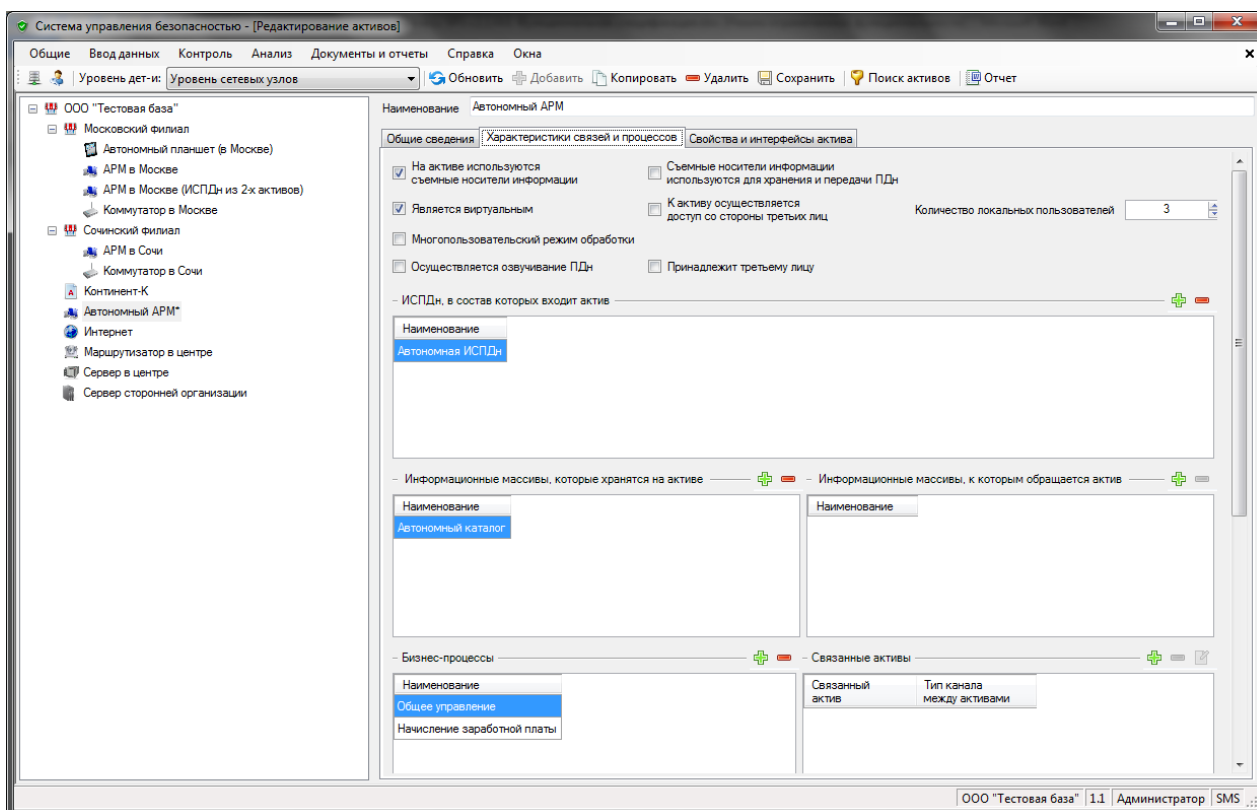 Система управления безопасностью - [Редактирование активов]
Общие Ввод данных Контроль Анализ Документы и отчеты Справка Окна
Уровень дет-и: Уровень сетевых узлов Обновить Добавить Копировать Удалить Сохранить Поиск активов Отчет
ООО "Тестовая база"
Московский филиал
Автономный планшет (в Москве)
АРМ в Москве
АРМ в Москве (ИСПДн из 2-х активов)
Коммутатор в Москве
Сочинский филиал
АРМ в Сочи
Коммутатор в Сочи
Континент-К
Автономный АРМ*
Интернет
Маршрутизатор в центре
Сервер в центре
Сервер сторонней организации
Наименование Автономный АРМ
Общие сведения Характеристики связей и процессов Свойства и интерфейсы актива
На активе используются
съемные носители информации
Съемные носители информации
используются для хранения и передачи ПДн
Является виртуальным
К активу осуществляется
доступ со стороны третьих лиц
Количество локальных пользователей 3
Многопользовательский режим обработки
Осуществляется озвучивание ПДн
Принадлежит третьему лицу
ИСПДн, в состав которых входит актив
Наименование
Автономная ИСПДн
Информационные массивы, которые хранятся на активе
Наименование
Автономный каталог
Информационные массивы, к которым обращается актив
Наименование
Бизнес-процессы
Наименование
Общее управление
Начисление заработной платы
Связанные активы
Связанный
актив
Тип канала
между активами
ООО "Тестовая база" 1.1 Администратор SMS